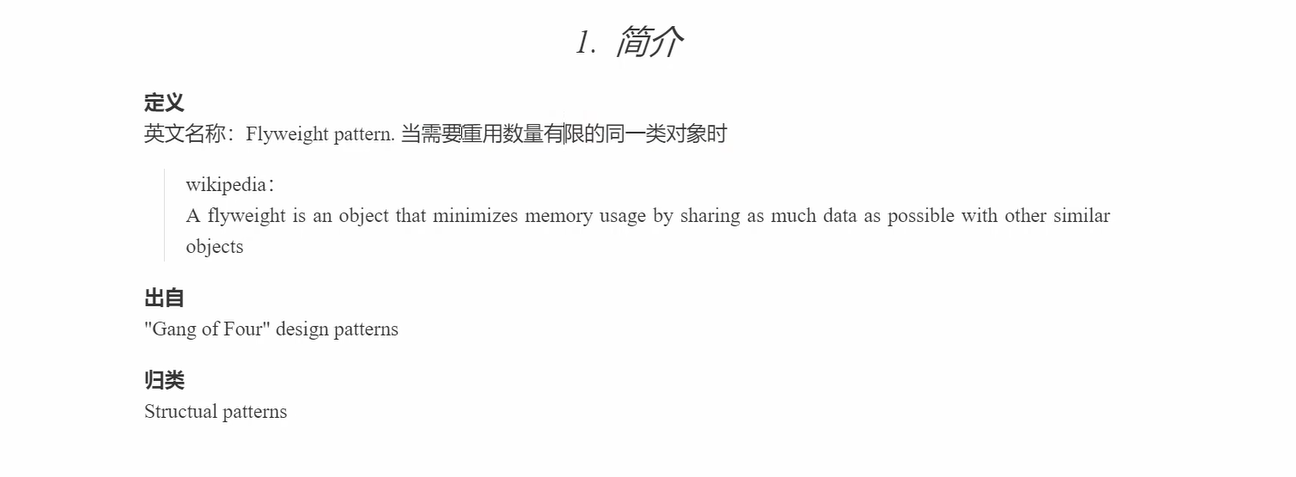 1. 简介
定义
英文名称：Flyweight pattern. 当需要重用数量有限的同一类对象时
wikipedia：
A flyweight is an object that minimizes memory usage by sharing as much data as possible with other similar
objects
出自
"Gang of Four" design patterns
归类
Structual patterns